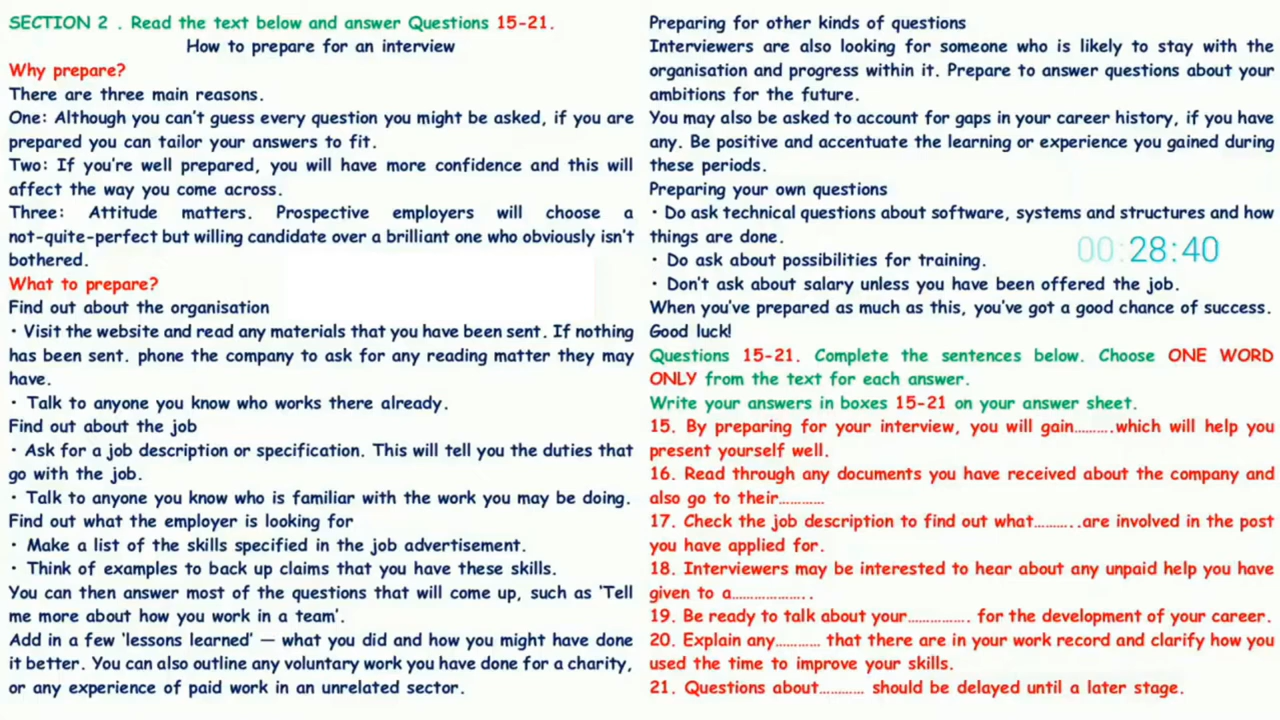 SECTION 2 . Read the text below and answer Questions 15-21.
How to prepare for an interview
Why prepare?
There are three main reasons.
One: Although you can't guess every question you might be asked, if you are
prepared you can tailor your answers to fit.
Two: If you're well prepared, you will have more confidence and this will
affect the way you come across.
Three: Attitude matters. Prospective employers will choose a
not-quite-perfect but willing candidate over a brilliant one who obviously isn't
bothered.
What to prepare?
Find out about the organisation
• Visit the website and read any materials that you have been sent. If nothing
has been sent. phone the company to ask for any reading matter they may
have.
• Talk to anyone you know who works there already.
Find out about the job
• Ask for a job description or specification. This will tell you the duties that
go with the job.
• Talk to anyone you know who is familiar with the work you may be doing.
Find out what the employer is looking for
• Make a list of the skills specified in the job advertisement.
• Think of examples to back up claims that you have these skills.
You can then answer most of the questions that will come up, such as 'Tell
me more about how you work in a team'.
Add in a few 'lessons learned' — what you did and how you might have done
it better. You can also outline any voluntary work you have done for a charity,
or any experience of paid work in an unrelated sector.
Preparing for other kinds of questions
Interviewers are also looking for someone who is likely to stay with the
organisation and progress within it. Prepare to answer questions about your
ambitions for the future.
You may also be asked to account for gaps in your career history, if you have
any. Be positive and accentuate the learning or experience you gained during
these periods.
Preparing your own questions
• Do ask technical questions about software, systems and structures and how
things are done.
00:28:40
• Do ask about possibilities for training.
• Don't ask about salary unless you have been offered the job.
When you've prepared as much as this, you've got a good chance of success.
Good luck!
Questions 15-21. Complete the sentences below. Choose ONE WORD
ONLY from the text for each answer.
Write your answers in boxes 15-21 on your answer sheet.
15. By preparing for your interview, you will gain……….which will help you
present yourself well.
16. Read through any documents you have received about the company and
also go to their…………
17. Check the job description to find out what………..are involved in the post
you have applied for.
18. Interviewers may be interested to hear about any unpaid help you have
given to a……………..
19. Be ready to talk about your……………. for the development of your career.
20. Explain any………… that there are in your work record and clarify how you
used the time to improve your skills.
21. Questions about………… should be delayed until a later stage.